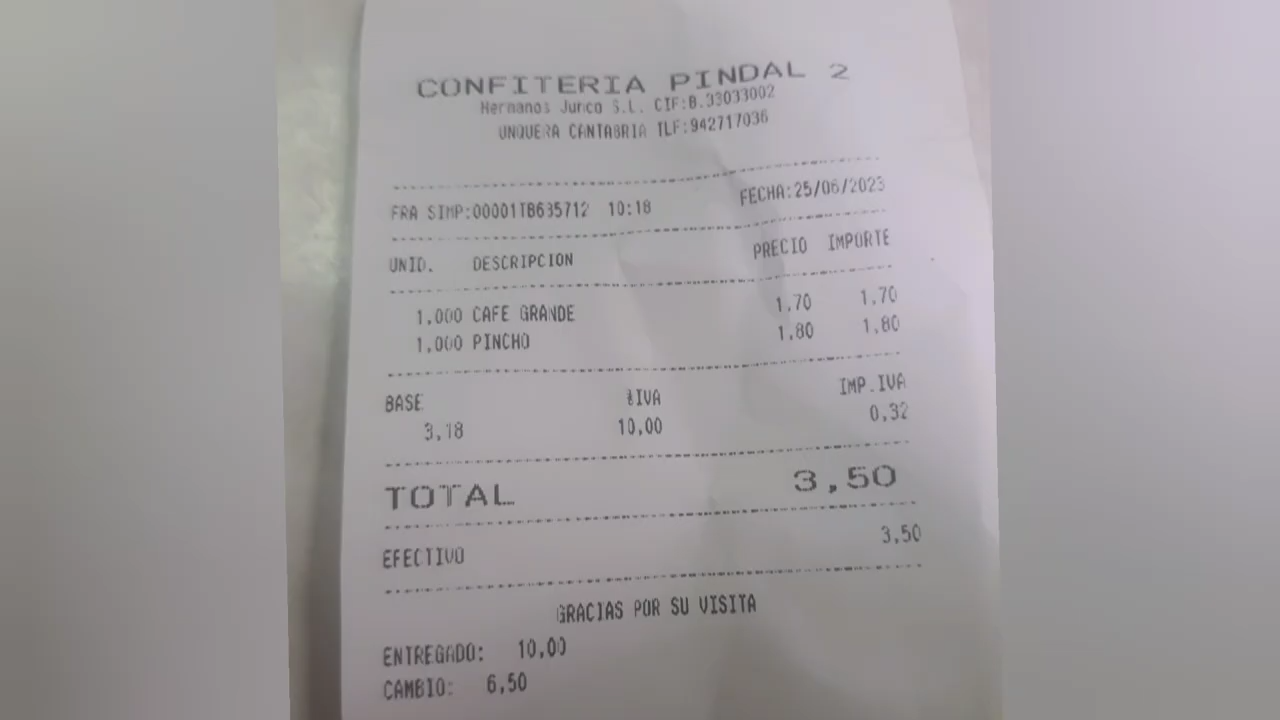 CONFITERIA PINDAL 2
Hermanos Junco S.L. CIF:B.33033002
UNQUERA CANTABRIA TLF:942717036
FRA SIMP:00001TB635712 10:18 FECHA:25/06/2023
UNID. DESCRIPCION PRECIO IMPORTE
1,000 CAFE GRANDE 1,70 1,70
1,000 PINCHO 1,80 1,80
BASE %IVA IMP.IVA
3,18 10,00 0,32
TOTAL 3,50
EFECTIVO 3,50
GRACIAS POR SU VISITA
ENTREGADO: 10,00
CAMBIO: 6,50